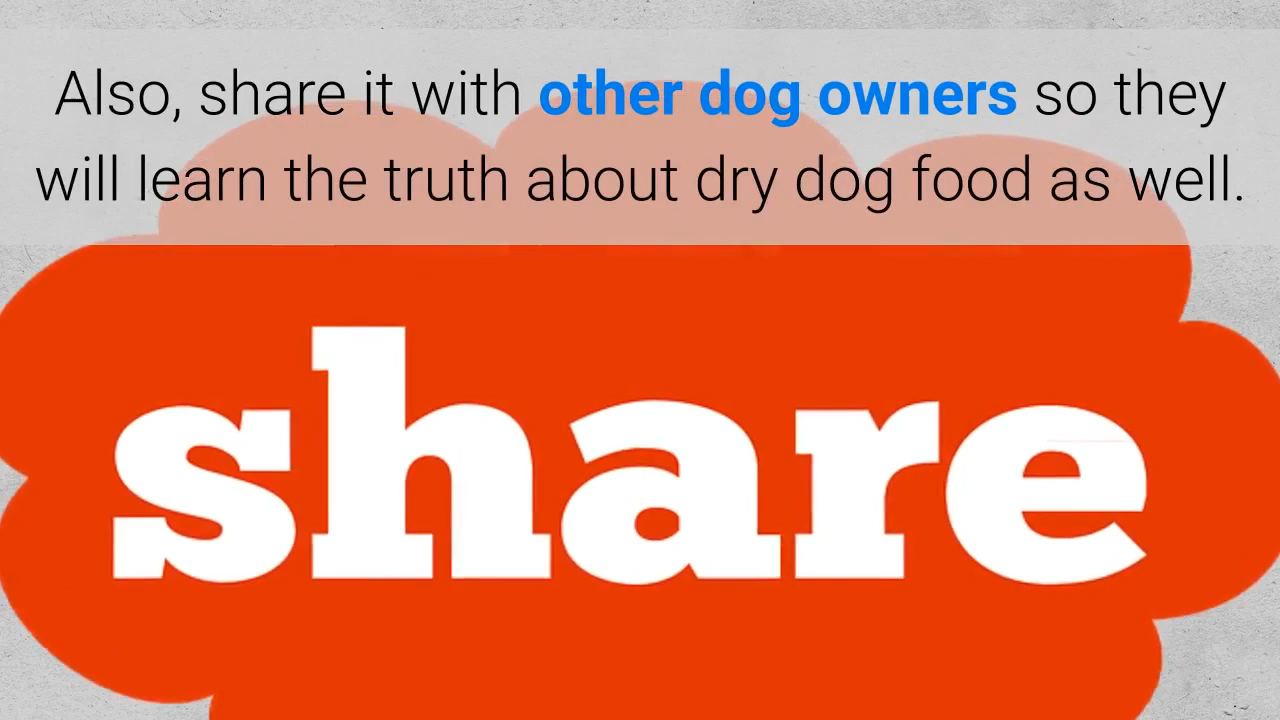 Also, share it with other dog owners so they
will learn the truth about dry dog food as well.
share